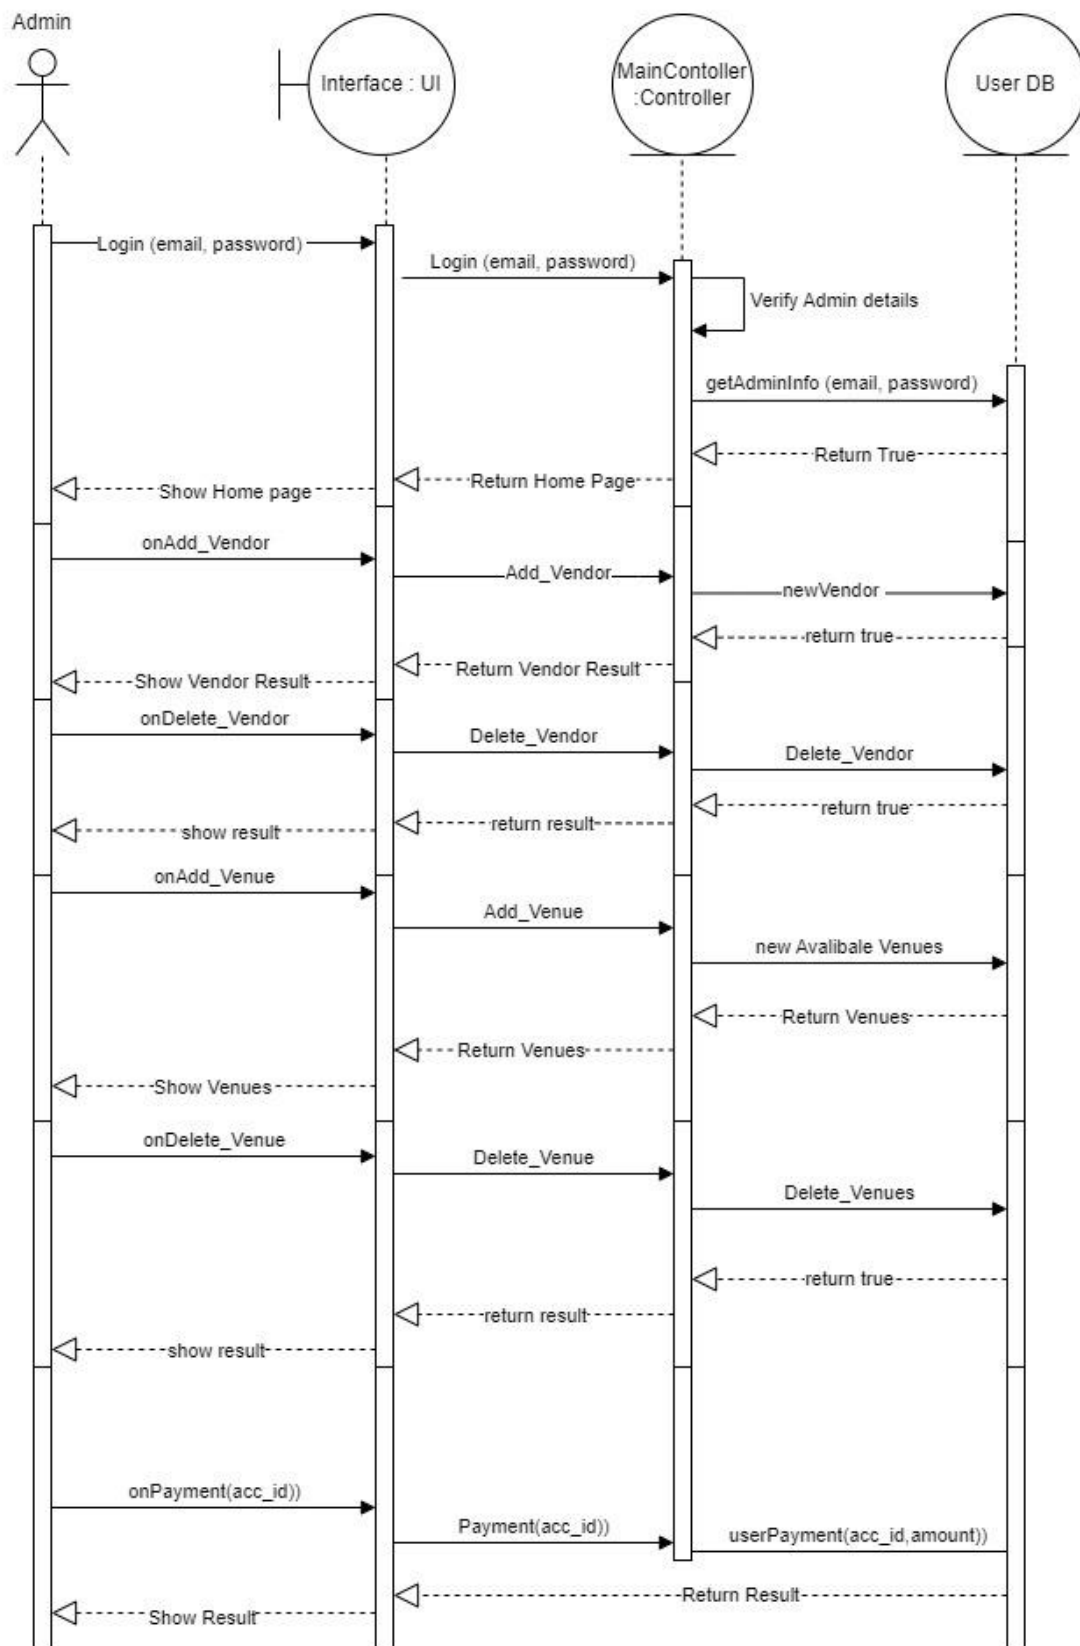 Admin
Interface : UI
MainContoller
:Controller
User DB
Login (email, password)
Login (email, password)
Verify Admin details
getAdminInfo (email, password)
Return True
Return Home Page
Show Home page
onAdd_Vendor
Add_Vendor
newVendor
return true
Return Vendor Result
Show Vendor Result
onDelete_Vendor
Delete_Vendor
Delete_Vendor
return true
return result
show result
onAdd_Venue
Add_Venue
new Avalibale Venues
Return Venues
Return Venues
Show Venues
onDelete_Venue
Delete_Venue
Delete_Venues
return true
return result
show result
onPayment(acc_id))
Payment(acc_id))
userPayment(acc_id,amount))
Return Result
Show Result